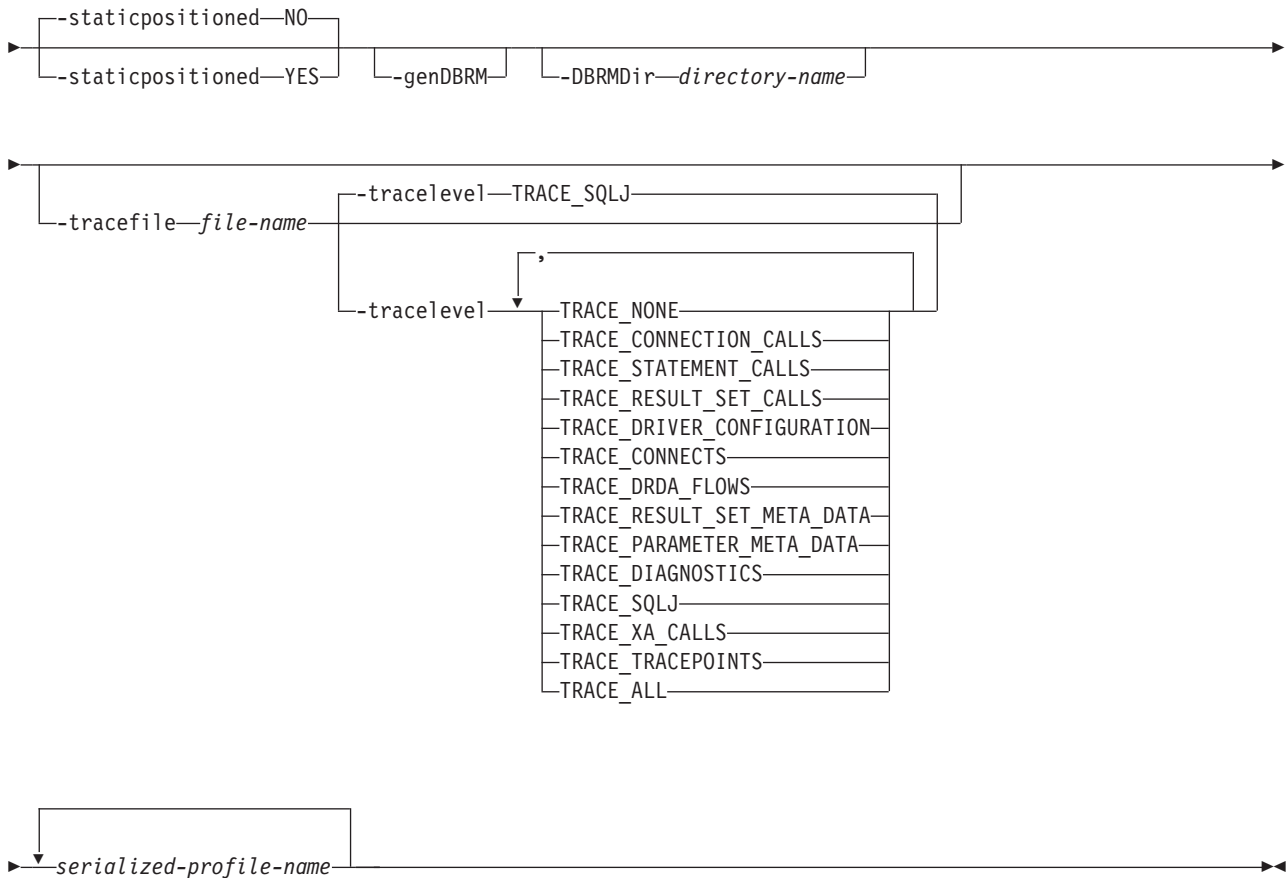 -staticpositioned NO
-staticpositioned YES
-genDBRM
-DBRMDir directory-name
-tracefile file-name
-tracelevel TRACE_SQLJ
,
-tracelevel
TRACE_NONE
TRACE_CONNECTION_CALLS
TRACE_STATEMENT_CALLS
TRACE_RESULT_SET_CALLS
TRACE_DRIVER_CONFIGURATION
TRACE_CONNECTS
TRACE_DRDA_FLOWS
TRACE_RESULT_SET_META_DATA
TRACE_PARAMETER_META_DATA
TRACE_DIAGNOSTICS
TRACE_SQLJ
TRACE_XA_CALLS
TRACE_TRACEPOINTS
TRACE_ALL
serialized-profile-name